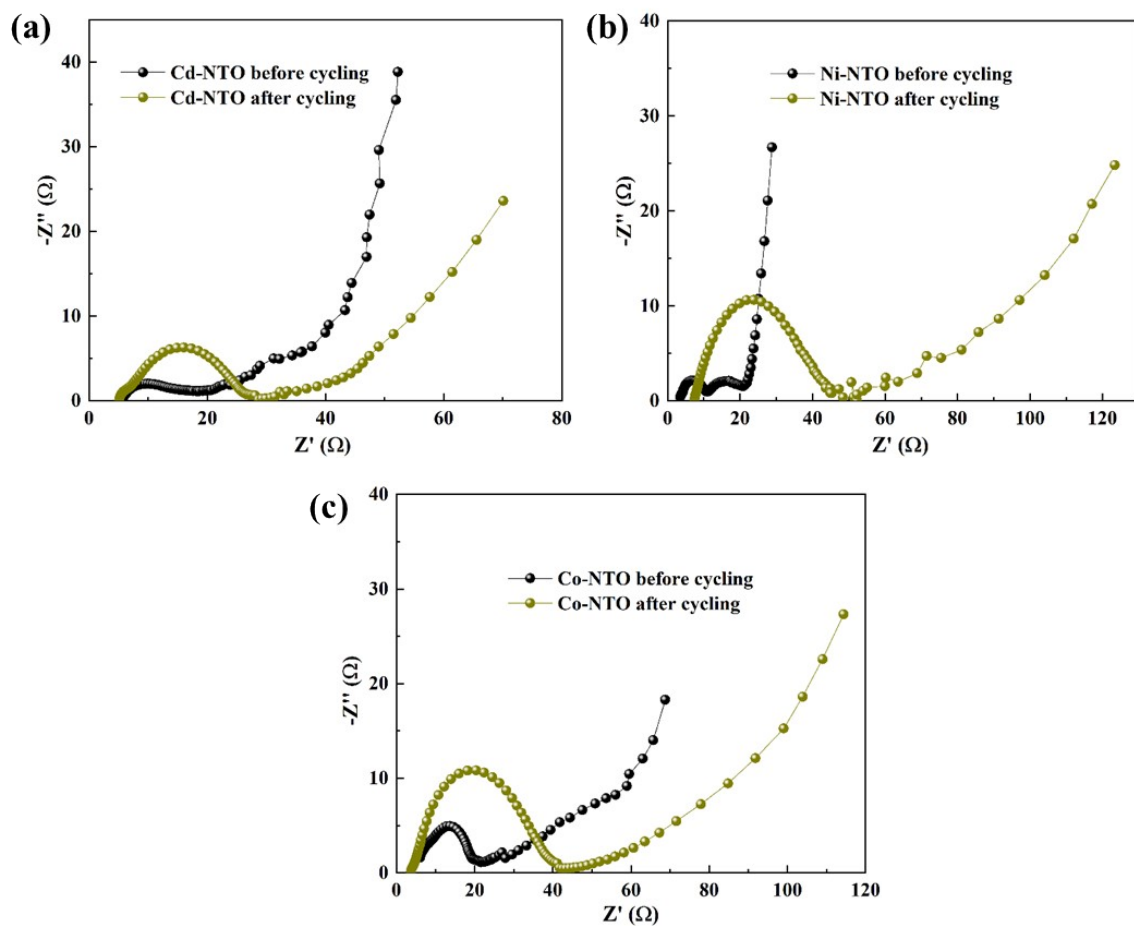 (a)
Cd-NTO before cycling
Cd-NTO after cycling
-Z'' (Ω)
40
30
20
10
0
0 20 40 60 80
Z' (Ω)
(b)
Ni-NTO before cycling
Ni-NTO after cycling
-Z'' (Ω)
40
30
20
10
0
0 20 40 60 80 100 120
Z' (Ω)
(c)
Co-NTO before cycling
Co-NTO after cycling
-Z'' (Ω)
40
30
20
10
0
0 20 40 60 80 100 120
Z' (Ω)